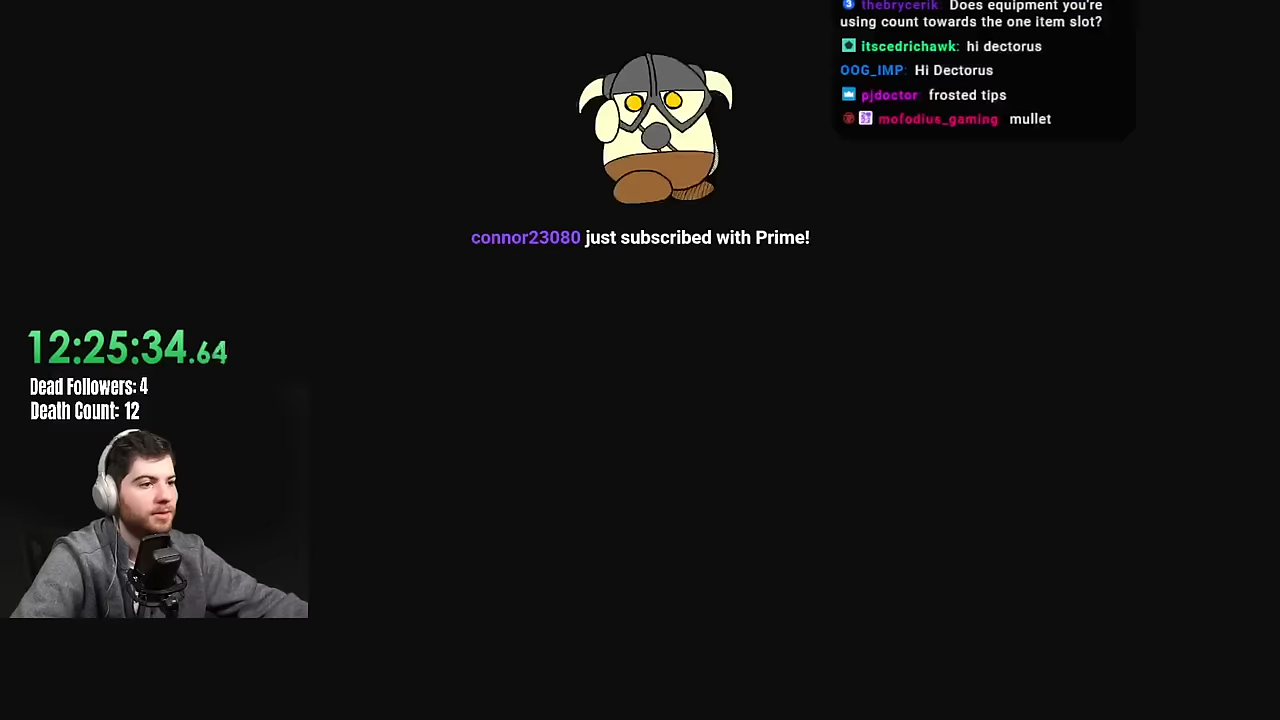 thebrycerik: Does equipment you're
using count towards the one item slot?
itscedrichawk: hi dectorus
OOG_IMP: Hi Dectorus
pjdoctor frosted tips
mofodius_gaming mullet
connor23080 just subscribed with Prime!
12:25:34.64
Dead Followers: 4
Death Count: 12